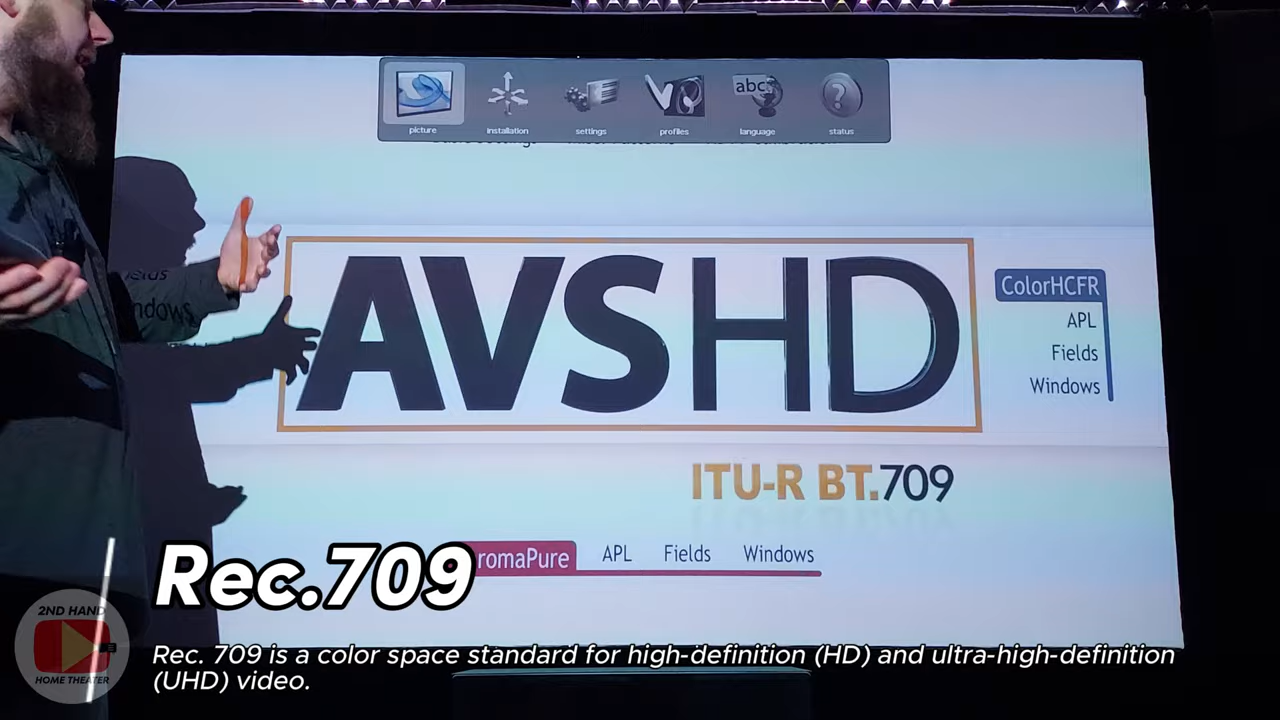 picture
installation
settings
profiles
abc
language
?
status
AVSHD
ColorHCFR
APL
Fields
Windows
ITU-R BT.709
romaPure APL Fields Windows
Rec.709
2ND HAND
HOME THEATER
Rec. 709 is a color space standard for high-definition (HD) and ultra-high-definition
(UHD) video.